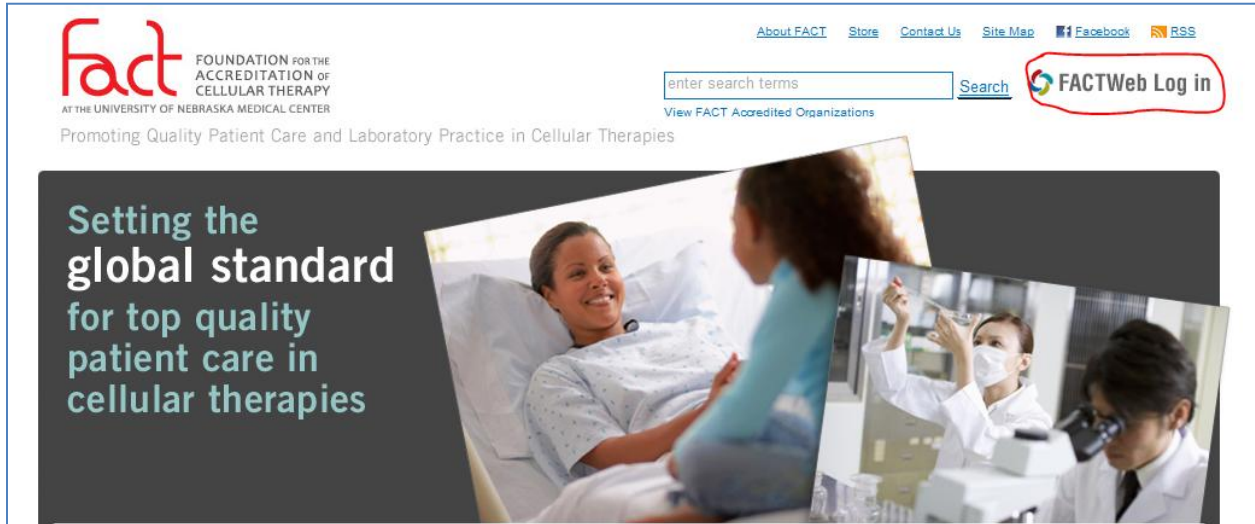 About FACT Store Contact Us Site Map Facebook RSS
Fact
FOUNDATION FOR THE
ACCREDITATION OF
CELLULAR THERAPY
AT THE UNIVERSITY OF NEBRASKA MEDICAL CENTER
enter search terms Search FACTWeb Log in
View FACT Accredited Organizations
Promoting Quality Patient Care and Laboratory Practice in Cellular Therapies
Setting the
global standard
for top quality
patient care in
cellular therapies